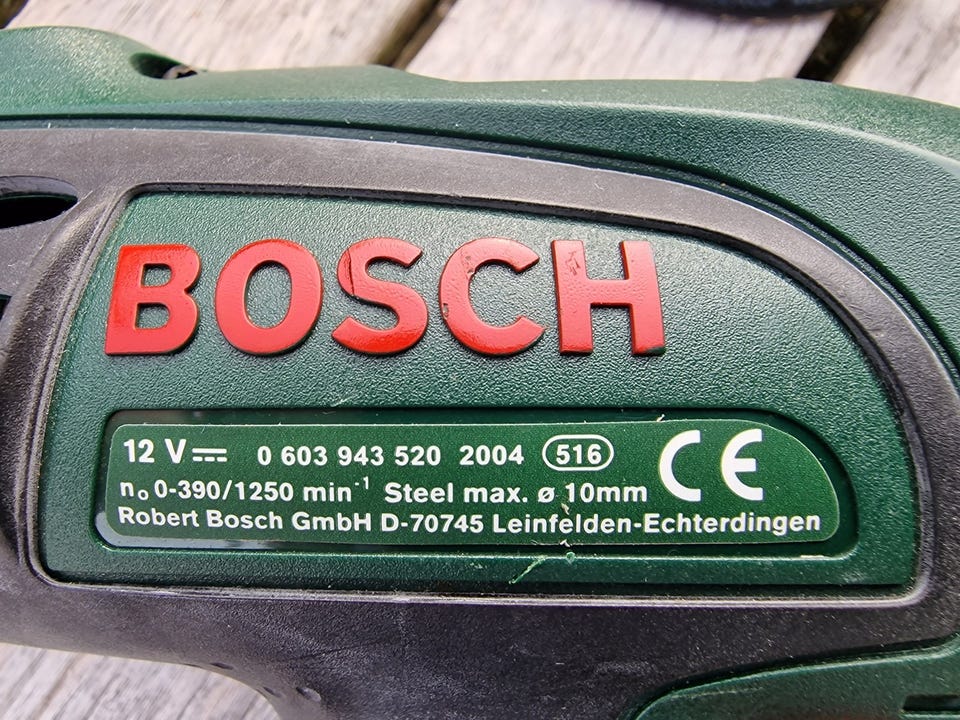 BOSCH
12 V⎓ 0 603 943 520 2004 516 CE
n₀ 0-390/1250 min⁻¹ Steel max. ø 10mm
Robert Bosch GmbH D-70745 Leinfelden-Echterdingen